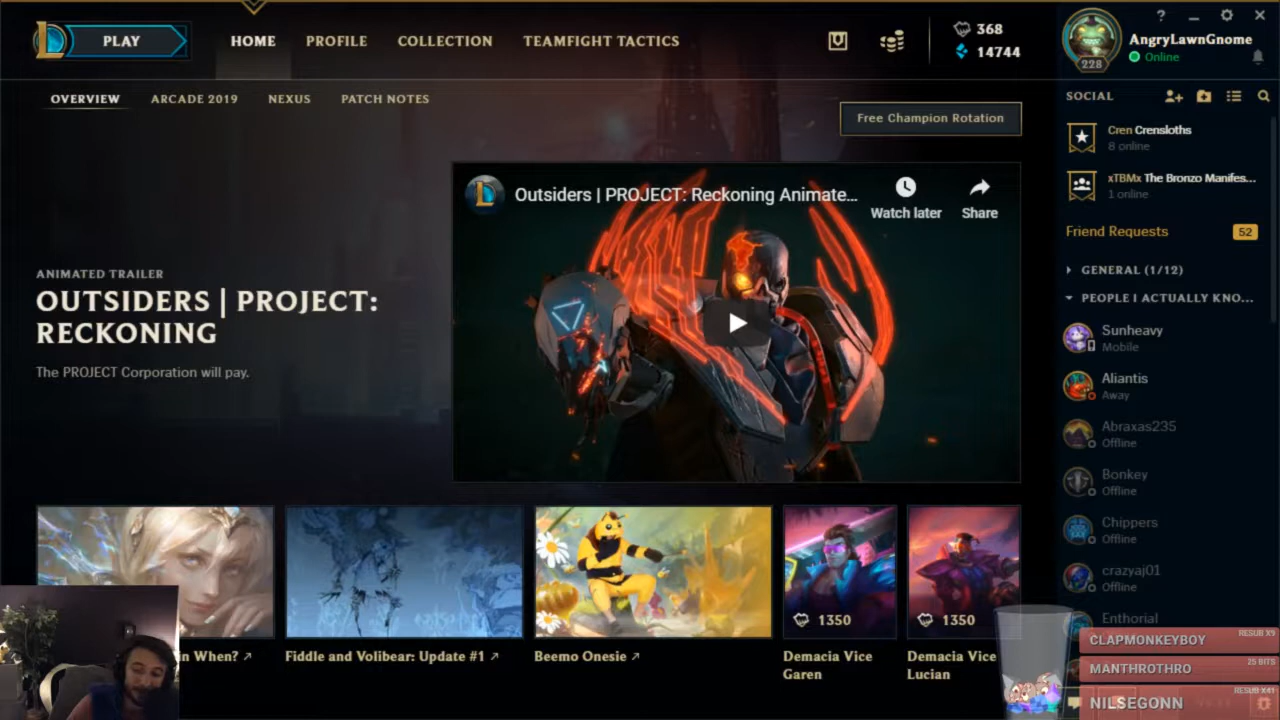 PLAY
HOME
PROFILE
COLLECTION
TEAMFIGHT TACTICS
368
14744
228
AngryLawnGnome
Online
OVERVIEW
ARCADE 2019
NEXUS
PATCH NOTES
Free Champion Rotation
ANIMATED TRAILER
OUTSIDERS | PROJECT:
RECKONING
The PROJECT Corporation will pay.
Outsiders | PROJECT: Reckoning Animate...
Watch later
Share
in When?
Fiddle and Volibear: Update #1
Beemo Onesie
1350
Demacia Vice
Garen
1350
Demacia Vice
Lucian
SOCIAL
Cren Crensloths
8 online
xTBMx The Bronzo Manifes...
1 online
Friend Requests
52
GENERAL (1/12)
PEOPLE I ACTUALLY KNO...
Sunheavy
Mobile
Aliantis
Away
Abraxas235
Offline
Bonkey
Offline
Chippers
Offline
crazyaj01
Offline
Enthorial
CLAPMONKEYBOY
RESUB X9
MANTHROTHRO
25 BITS
NILSEGONN
RESUB X41